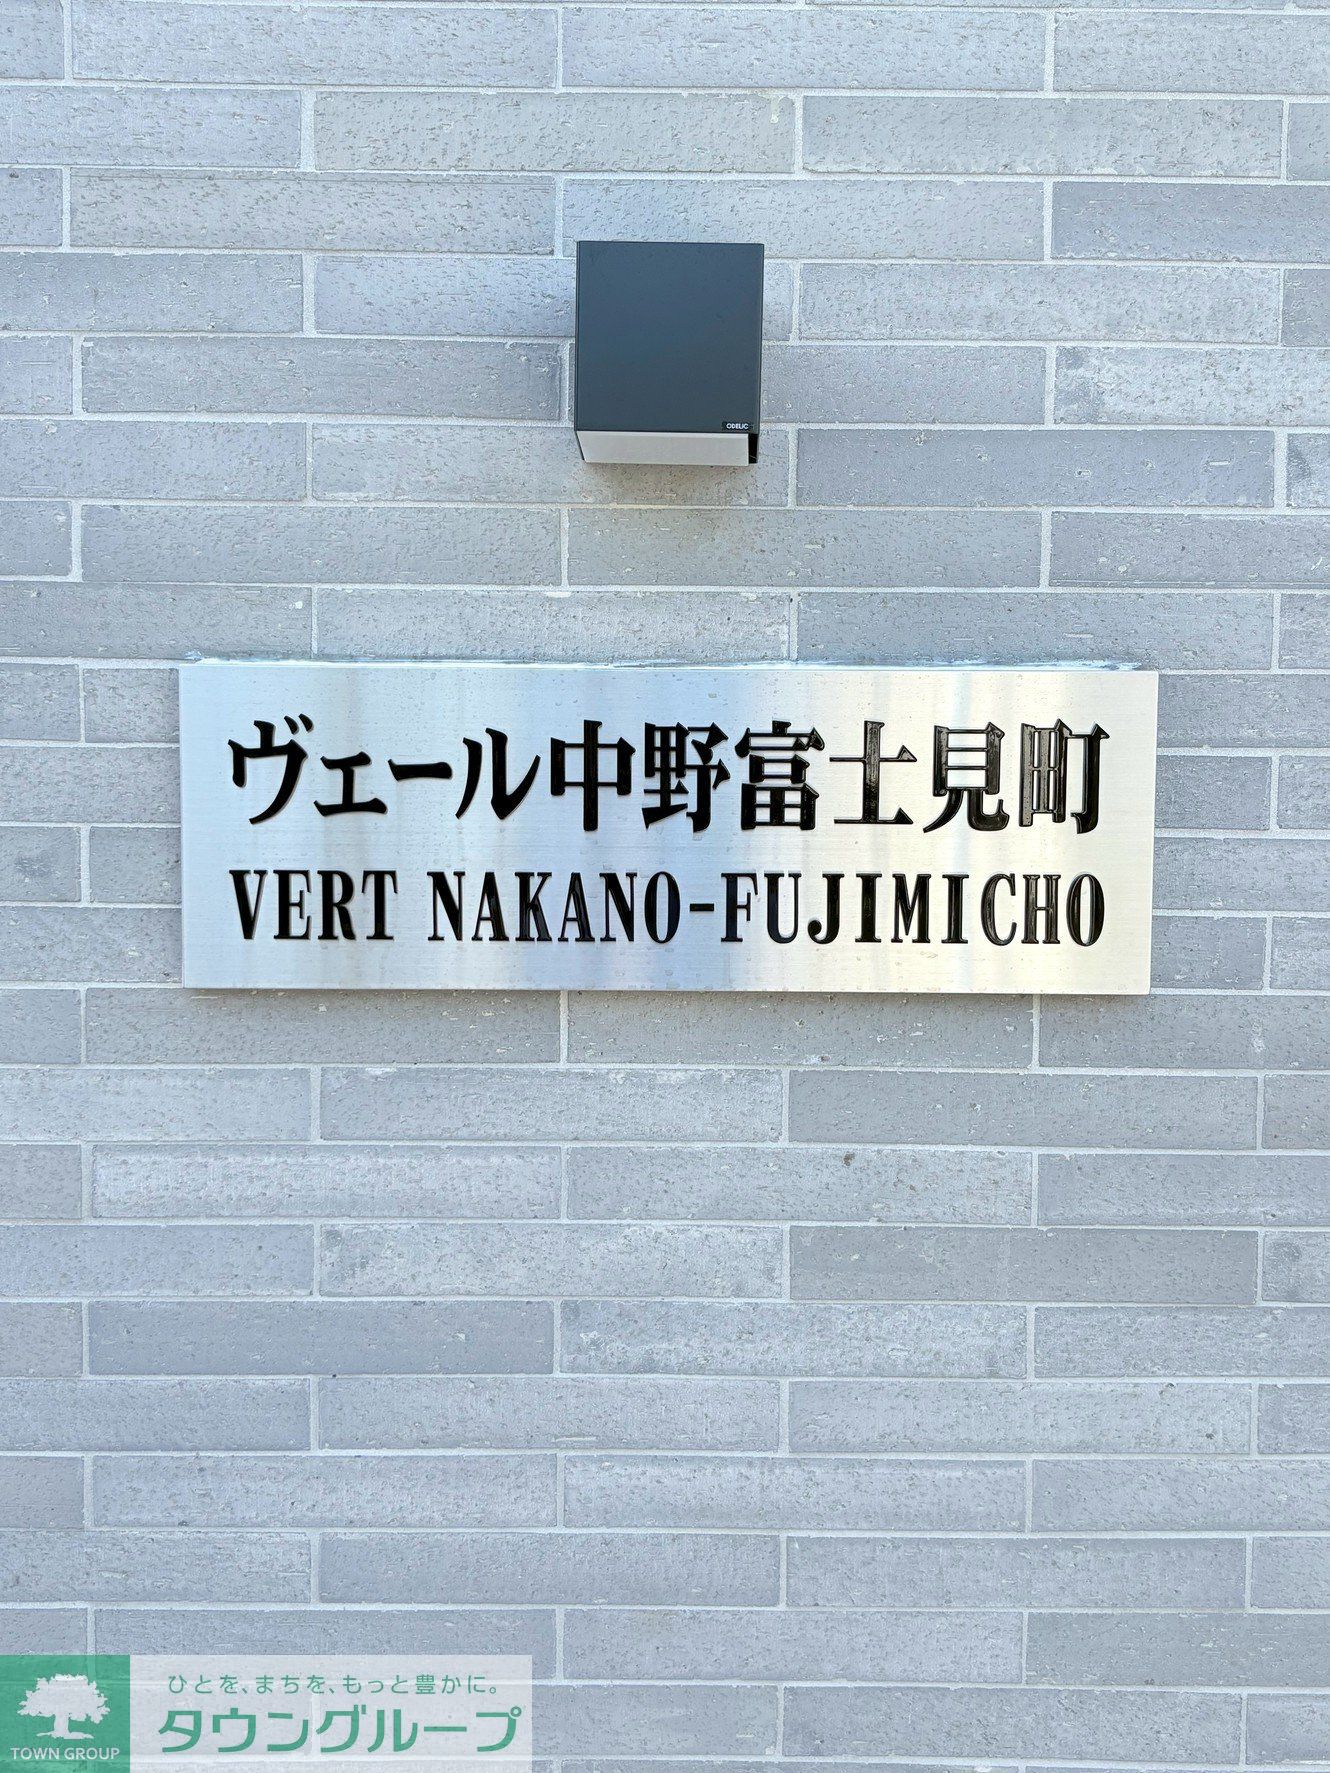 ODELIC
ヴェール中野富士見町
VERT NAKANO-FUJIMICHO
ひとを、まちを、もっと豊かに。
タウングループ
TOWN GROUP